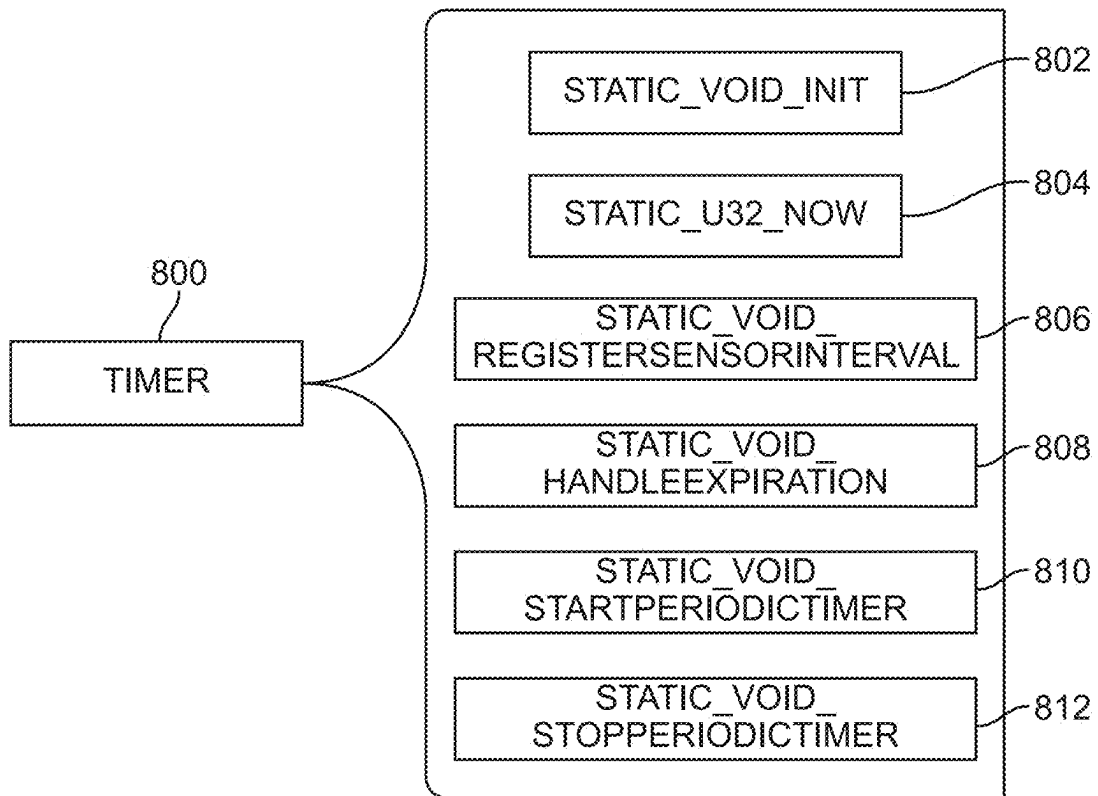 802
STATIC_VOID_INIT
804
STATIC_U32_NOW
800
TIMER
STATIC_VOID_
REGISTERSENSORINTERVAL
806
STATIC_VOID_
HANDLEEXPIRATION
808
STATIC_VOID_
STARTPERIODICTIMER
810
STATIC_VOID_
STOPPERIODICTIMER
812